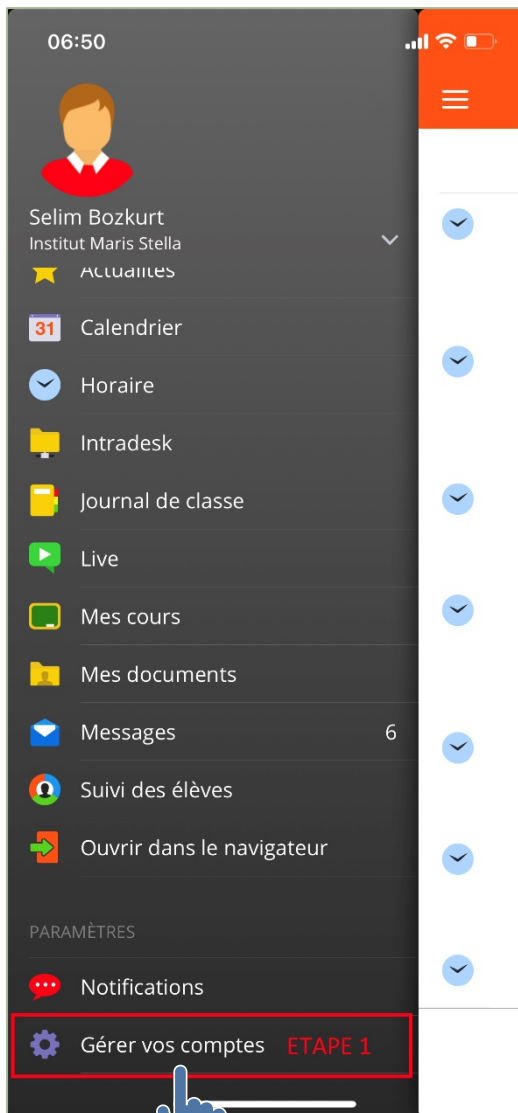 06:50
Selim Bozkurt
Institut Maris Stella
Actualités
31 Calendrier
Horaire
Intradesk
Journal de classe
Live
Mes cours
Mes documents
Messages 6
Suivi des élèves
Ouvrir dans le navigateur
PARAMÈTRES
Notifications
Gérer vos comptes ETAPE 1